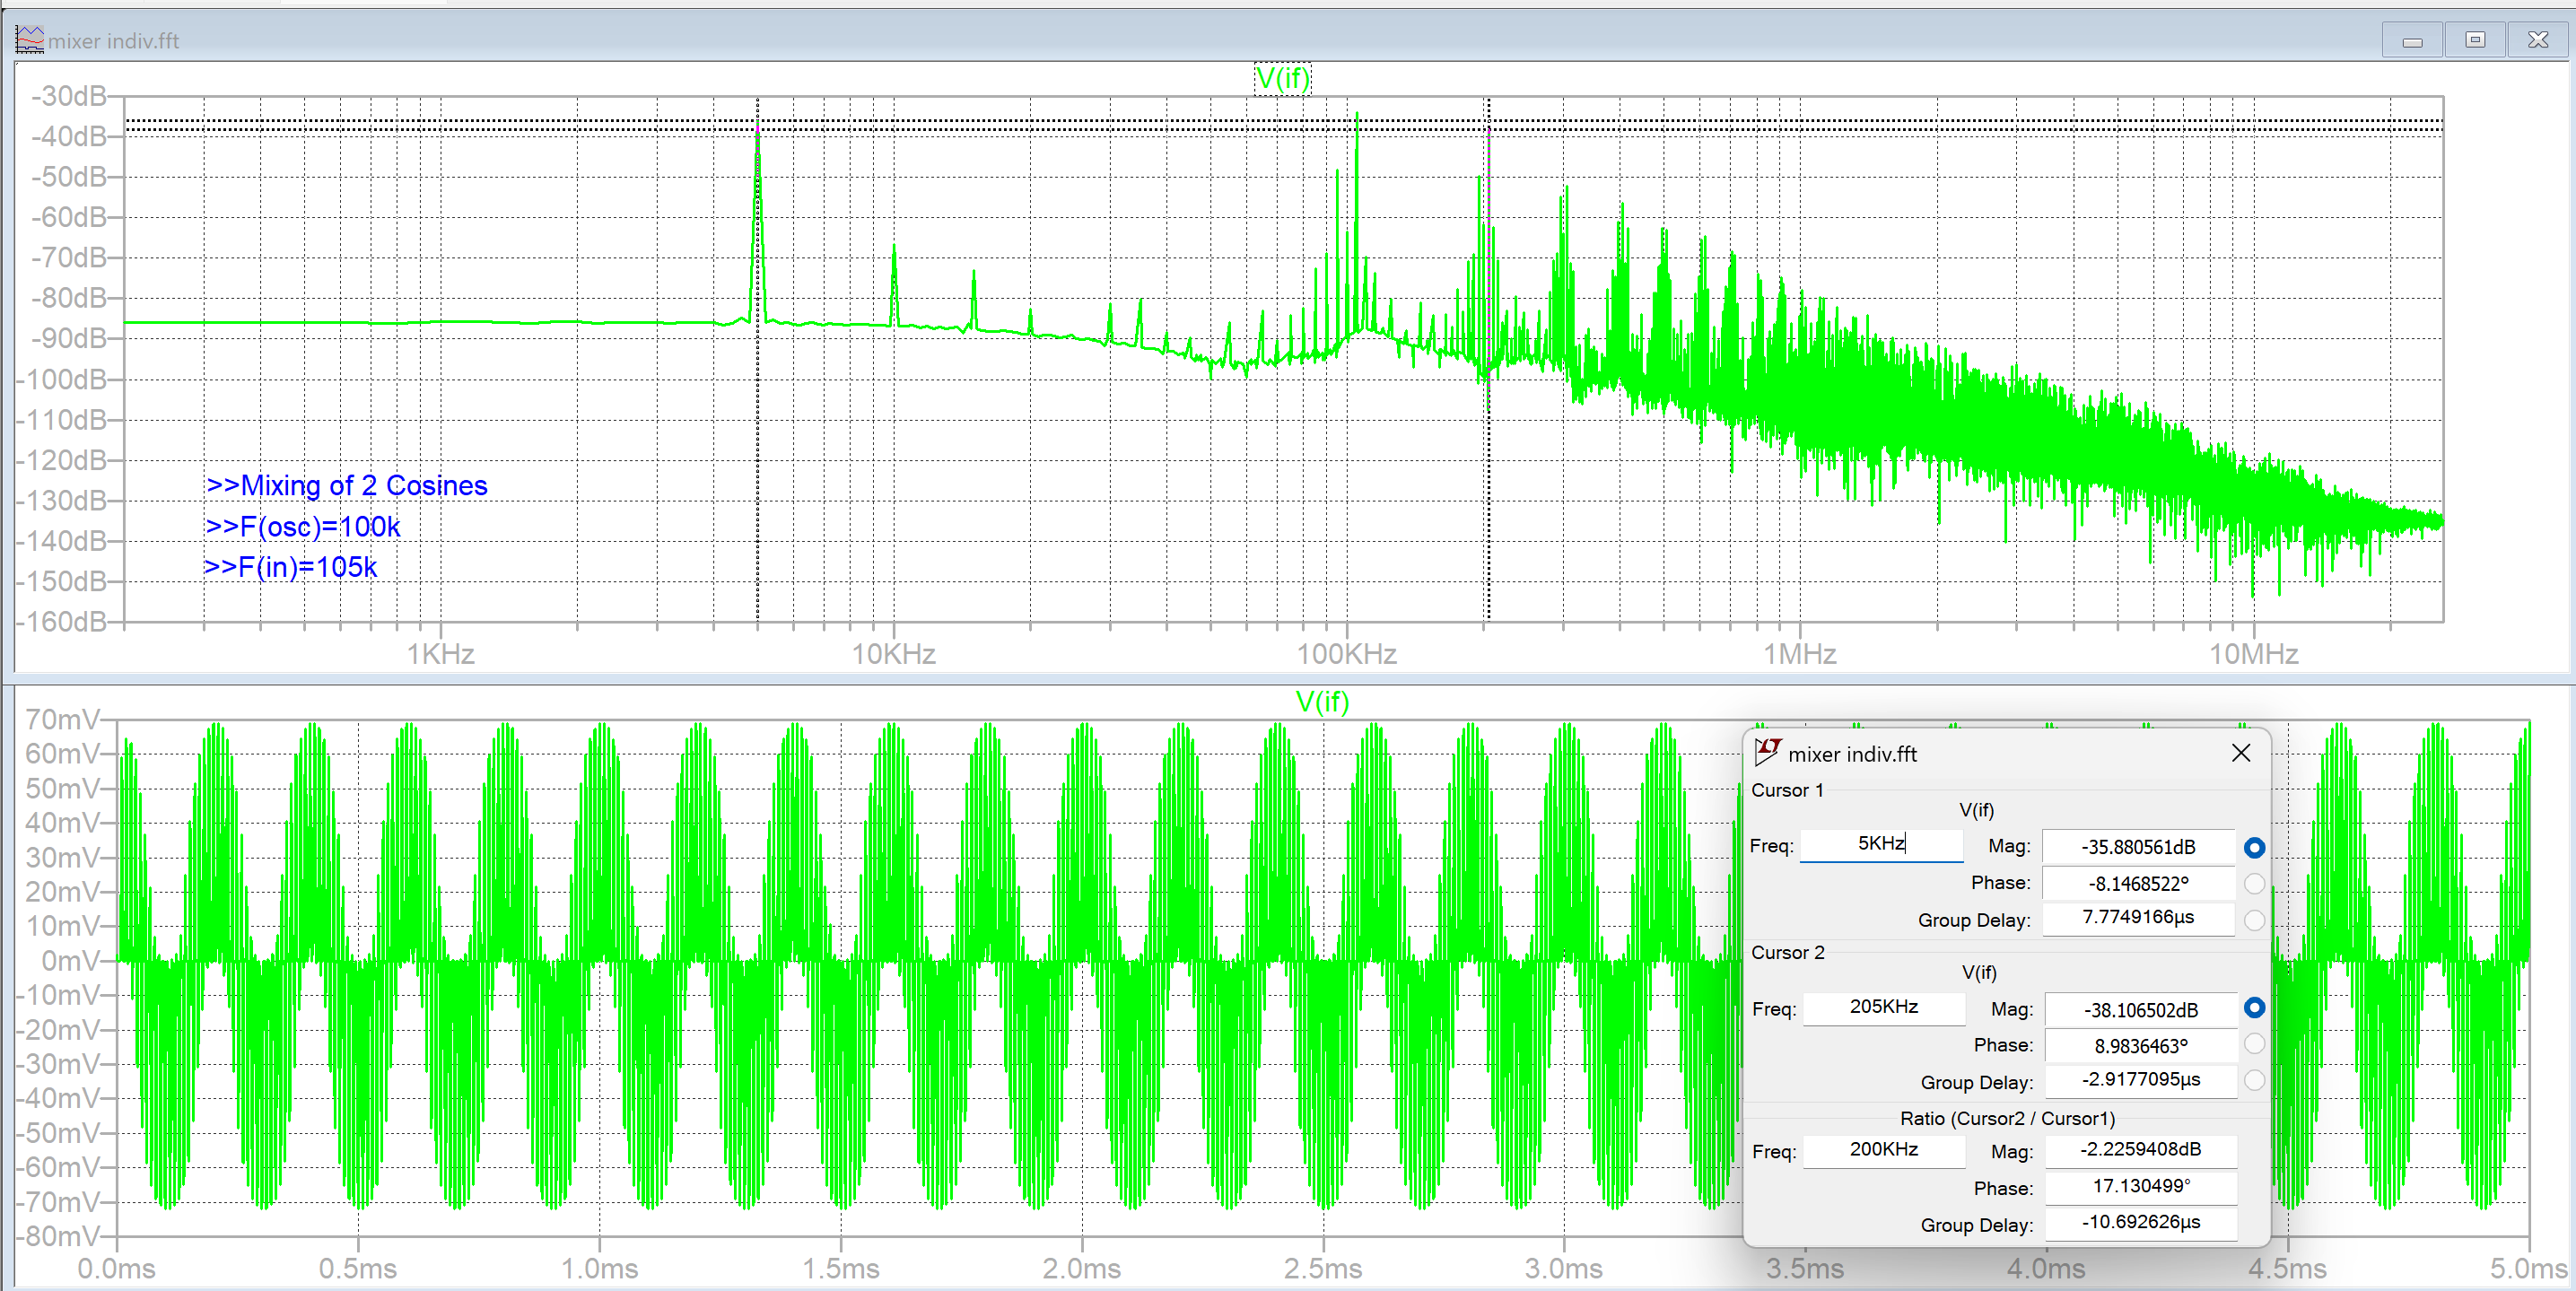 mixer indiv.fft
V(if)
-30dB
-40dB
-50dB
-60dB
-70dB
-80dB
-90dB
-100dB
-110dB
-120dB
-130dB
-140dB
-150dB
-160dB
>>Mixing of 2 Cosines
>>F(osc)=100k
>>F(in)=105k
1KHz 10KHz 100KHz 1MHz 10MHz
V(if)
70mV
60mV
50mV
40mV
30mV
20mV
10mV
0mV
-10mV
-20mV
-30mV
-40mV
-50mV
-60mV
-70mV
-80mV
0.0ms 0.5ms 1.0ms 1.5ms 2.0ms 2.5ms 3.0ms 3.5ms 4.0ms 4.5ms 5.0ms
mixer indiv.fft
Cursor 1
V(if)
Freq: 5KHz Mag: -35.880561dB
Phase: -8.1468522°
Group Delay: 7.7749166µs
Cursor 2
V(if)
Freq: 205KHz Mag: -38.106502dB
Phase: 8.9836463°
Group Delay: -2.9177095µs
Ratio (Cursor2 / Cursor1)
Freq: 200KHz Mag: -2.2259408dB
Phase: 17.130499°
Group Delay: -10.692626µs